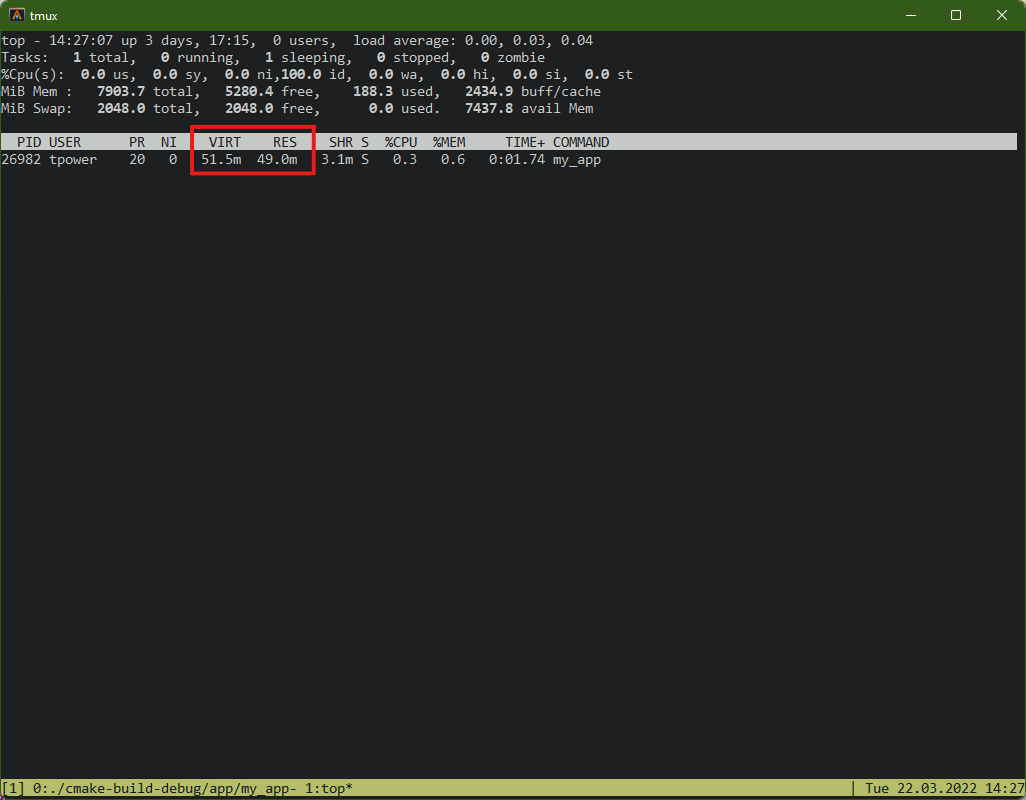 tmux
top - 14:27:07 up 3 days, 17:15,  0 users,  load average: 0.00, 0.03, 0.04
Tasks:   1 total,   0 running,   1 sleeping,   0 stopped,   0 zombie
%Cpu(s):  0.0 us,  0.0 sy,  0.0 ni,100.0 id,  0.0 wa,  0.0 hi,  0.0 si,  0.0 st
MiB Mem :   7903.7 total,   5280.4 free,    188.3 used,   2434.9 buff/cache
MiB Swap:   2048.0 total,   2048.0 free,      0.0 used.   7437.8 avail Mem
  PID USER      PR  NI    VIRT    RES    SHR S  %CPU  %MEM     TIME+ COMMAND
26982 tpower    20   0   51.5m  49.0m   3.1m S   0.3   0.6   0:01.74 my_app
[1] 0:./cmake-build-debug/app/my_app- 1:top* | Tue 22.03.2022 14:27